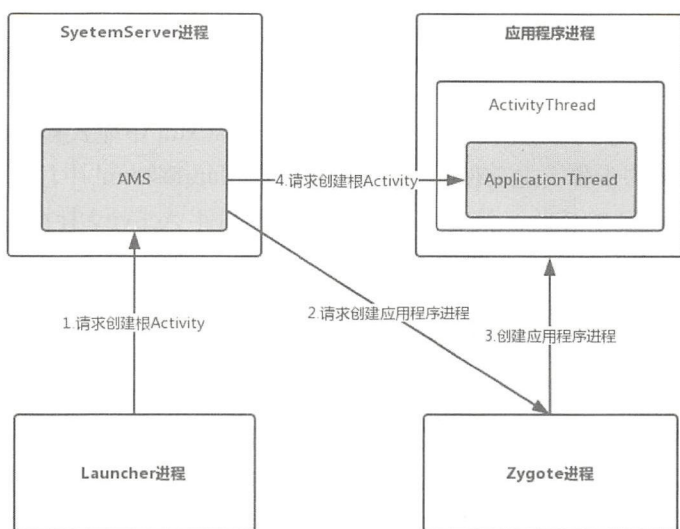 SyetemServer进程
应用程序进程
ActivityThread
AMS
4.请求创建根Activity
ApplicationThread
2.请求创建应用程序进程
1.请求创建根Activity
3.创建应用程序进程
Launcher进程
Zygote进程